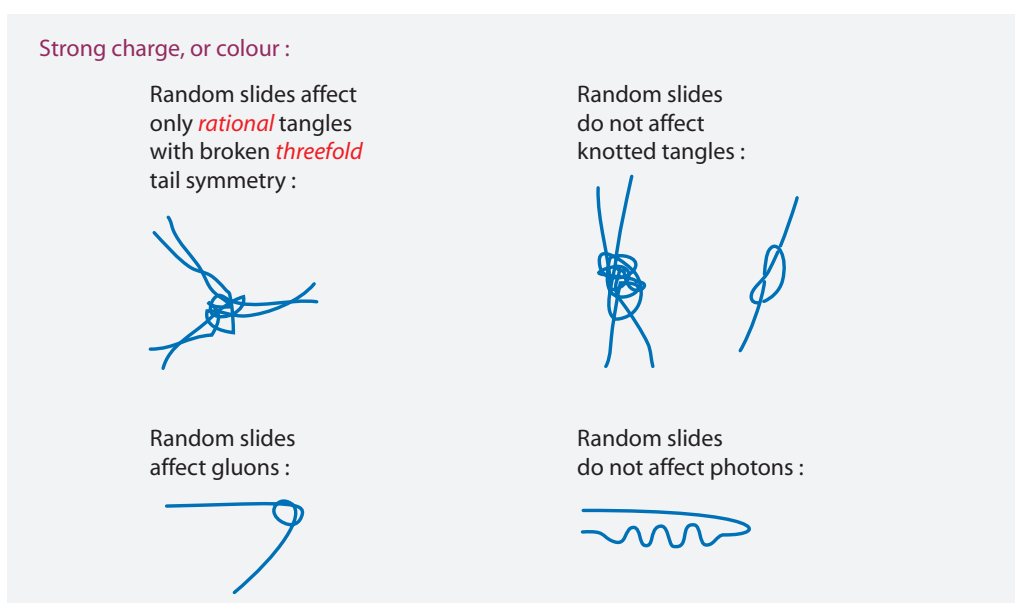 Strong charge, or colour :
Random slides affect
only rational tangles
with broken threefold
tail symmetry :
Random slides
do not affect
knotted tangles :
Random slides
affect gluons :
Random slides
do not affect photons :